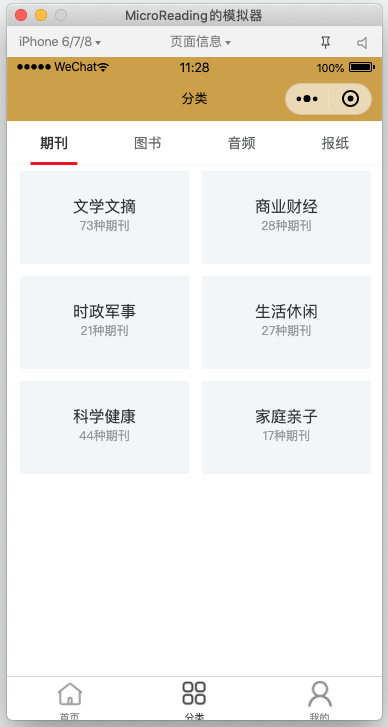 MicroReading的模拟器
iPhone 6/7/8 页面信息
WeChat 11:28 100%
分类
期刊 图书 音频 报纸
文学文摘 商业财经
73种期刊 28种期刊
时政军事 生活休闲
21种期刊 27种期刊
科学健康 家庭亲子
44种期刊 17种期刊
首页 分类 我的